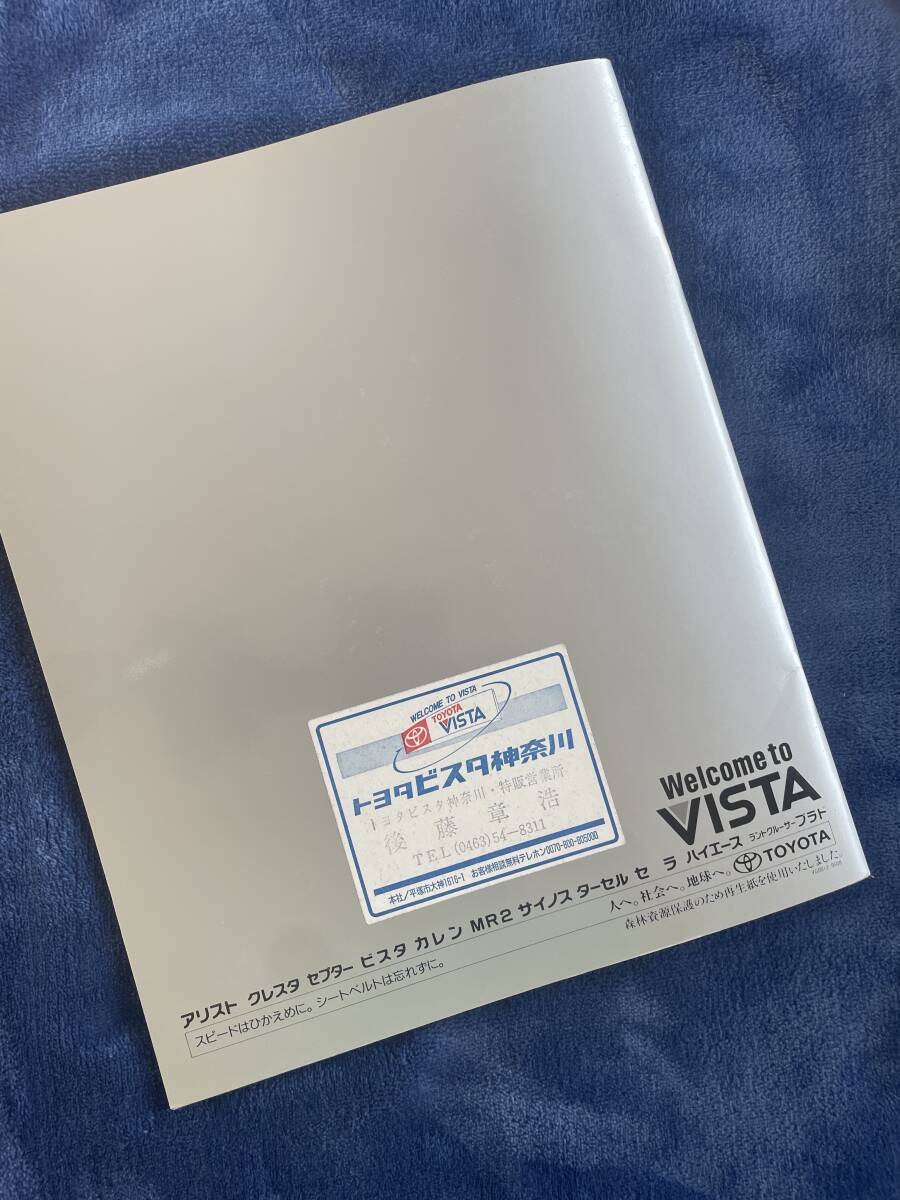 WELCOME TO VISTA
TOYOTA
VISTA
トヨタビスタ神奈川
トヨタビスタ神奈川・特販営業所
後藤章浩
TEL(0463)54-8311
本社/平塚市大神1616-1 お客様相談無料テレホン0070-800-805000
Welcome to
VISTA
アリスト クレスタ セプター ビスタ カレン MR2 サイノス ターセル セラ ハイエース ランドクルーザープラド
スピードはひかえめに。シートベルトは忘れずに。
人へ。社会へ。地球へ。 TOYOTA
森林資源保護のため再生紙を使用いたしました。